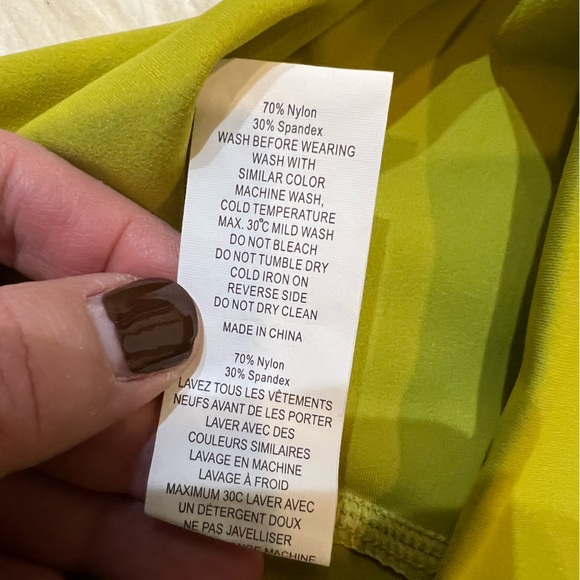 70% Nylon
30% Spandex
WASH BEFORE WEARING
WASH WITH
SIMILAR COLOR
MACHINE WASH,
COLD TEMPERATURE
MAX. 30℃ MILD WASH
DO NOT BLEACH
DO NOT TUMBLE DRY
COLD IRON ON
REVERSE SIDE
DO NOT DRY CLEAN
MADE IN CHINA
70% Nylon
30% Spandex
LAVEZ TOUS LES VÊTEMENTS
NEUFS AVANT DE LES PORTER
LAVER AVEC DES
COULEURS SIMILAIRES
LAVAGE EN MACHINE
LAVAGE À FROID
MAXIMUM 30C LAVER AVEC
UN DÉTERGENT DOUX
NE PAS JAVELLISER
MACHINE